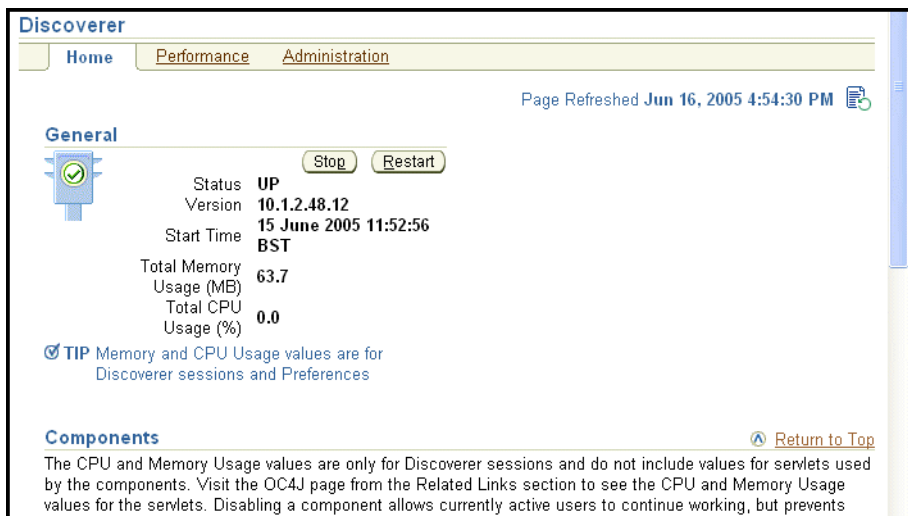 Discoverer
Home Performance Administration
Page Refreshed Jun 16, 2005 4:54:30 PM
General
Stop Restart
Status UP
Version 10.1.2.48.12
Start Time 15 June 2005 11:52:56
BST
Total Memory
Usage (MB) 63.7
Total CPU
Usage (%) 0.0
TIP Memory and CPU Usage values are for
Discoverer sessions and Preferences
Components Return to Top
The CPU and Memory Usage values are only for Discoverer sessions and do not include values for servlets used
by the components. Visit the OC4J page from the Related Links section to see the CPU and Memory Usage
values for the servlets. Disabling a component allows currently active users to continue working, but prevents